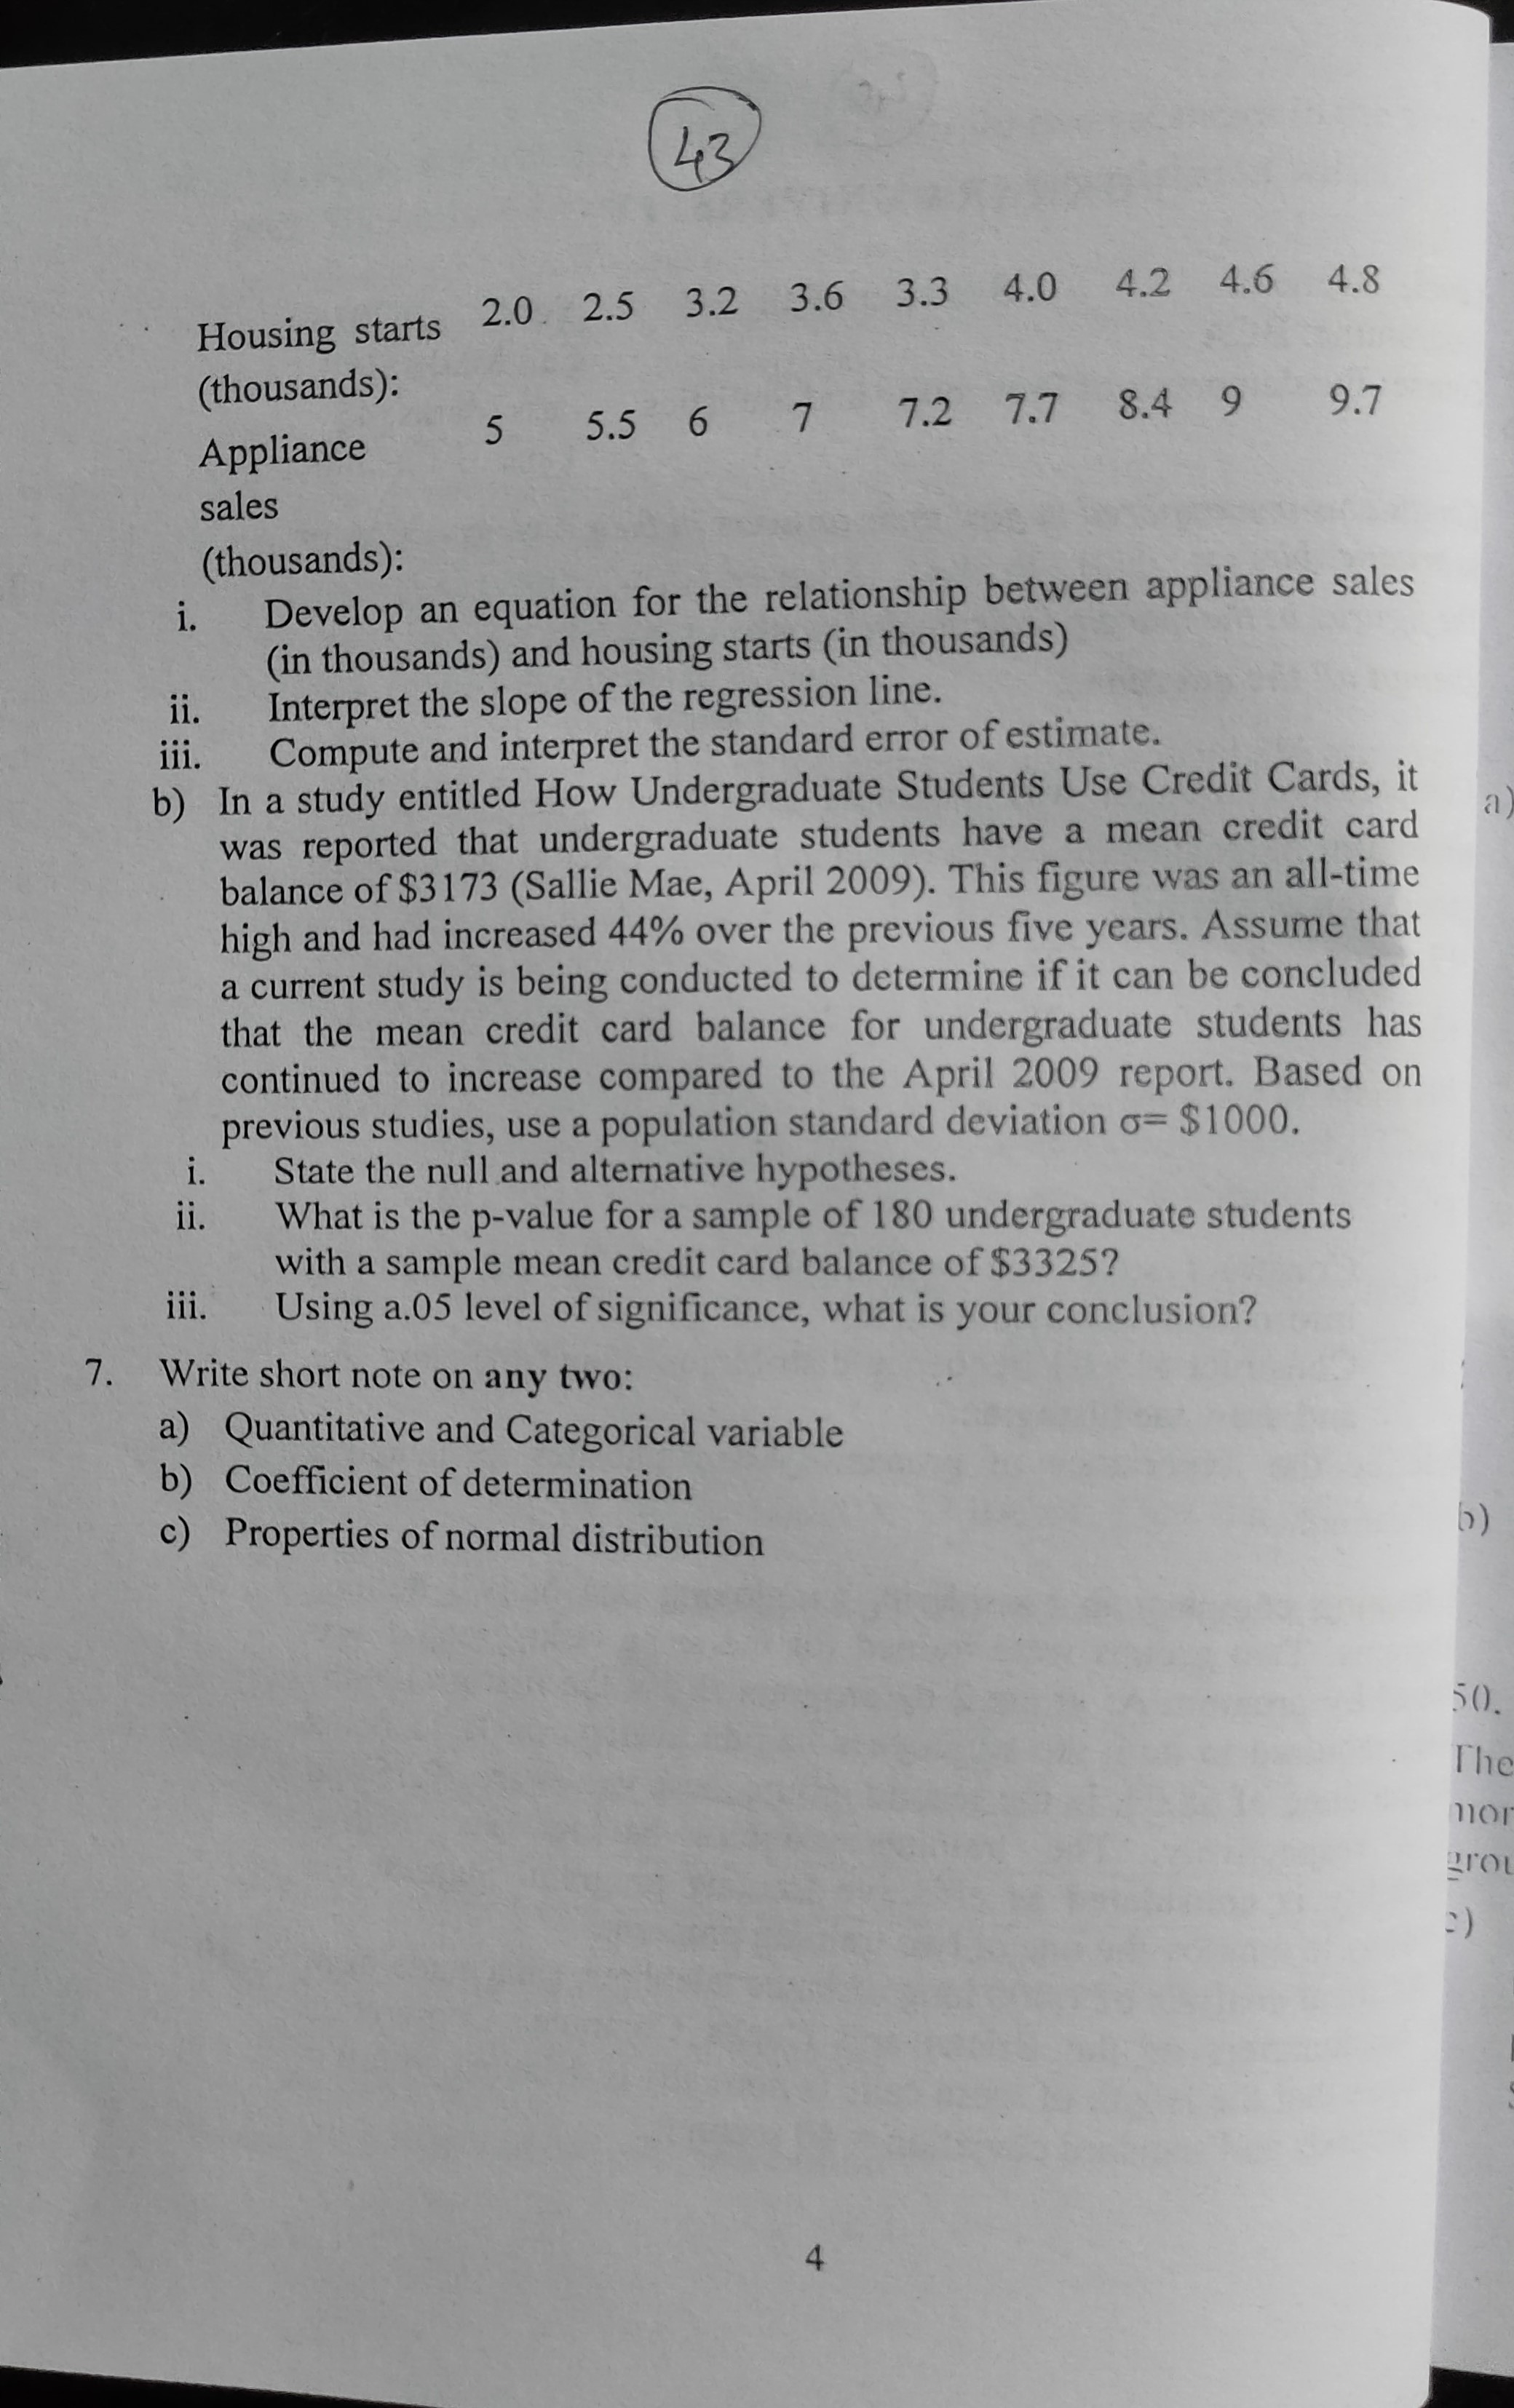 43
Housing starts 2.0 2.5 3.2 3.6 3.3 4.0 4.2 4.6 4.8
(thousands):
Appliance 5 5.5 6 7 7.2 7.7 8.4 9 9.7
sales
(thousands):
i. Develop an equation for the relationship between appliance sales
(in thousands) and housing starts (in thousands)
ii. Interpret the slope of the regression line.
iii. Compute and interpret the standard error of estimate.
b) In a study entitled How Undergraduate Students Use Credit Cards, it
was reported that undergraduate students have a mean credit card
balance of $3173 (Sallie Mae, April 2009). This figure was an all-time
high and had increased 44% over the previous five years. Assume that
a current study is being conducted to determine if it can be concluded
that the mean credit card balance for undergraduate students has
continued to increase compared to the April 2009 report. Based on
previous studies, use a population standard deviation σ= $1000.
i. State the null and alternative hypotheses.
ii. What is the p-value for a sample of 180 undergraduate students
with a sample mean credit card balance of $3325?
iii. Using a.05 level of significance, what is your conclusion?
7. Write short note on any two:
a) Quantitative and Categorical variable
b) Coefficient of determination
c) Properties of normal distribution
4
a)
b)
50.
The
c)